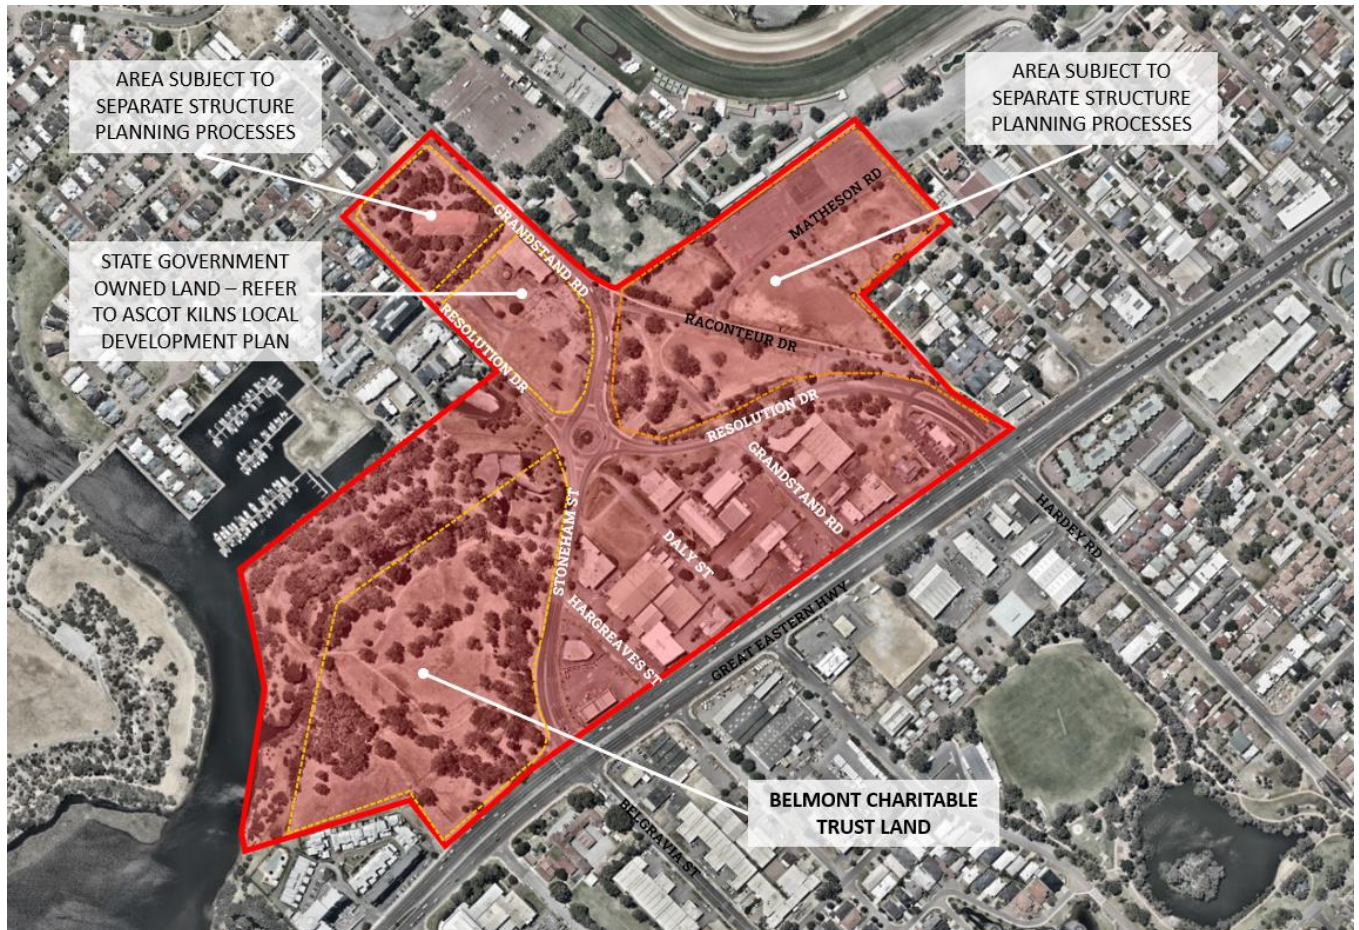 AREA SUBJECT TO
SEPARATE STRUCTURE
PLANNING PROCESSES
AREA SUBJECT TO
SEPARATE STRUCTURE
PLANNING PROCESSES
STATE GOVERNMENT
OWNED LAND – REFER
TO ASCOT KILNS LOCAL
DEVELOPMENT PLAN
GRANDSTAND RD
MATHESON RD
RACONTEUR DR
RESOLUTION DR
RESOLUTION DR
GRANDSTAND RD
DALY ST
STONEHAM ST
HARGREAVES ST
GREAT EASTERN HWY
HARDEY RD
BELGRAVIA ST
BELMONT CHARITABLE
TRUST LAND